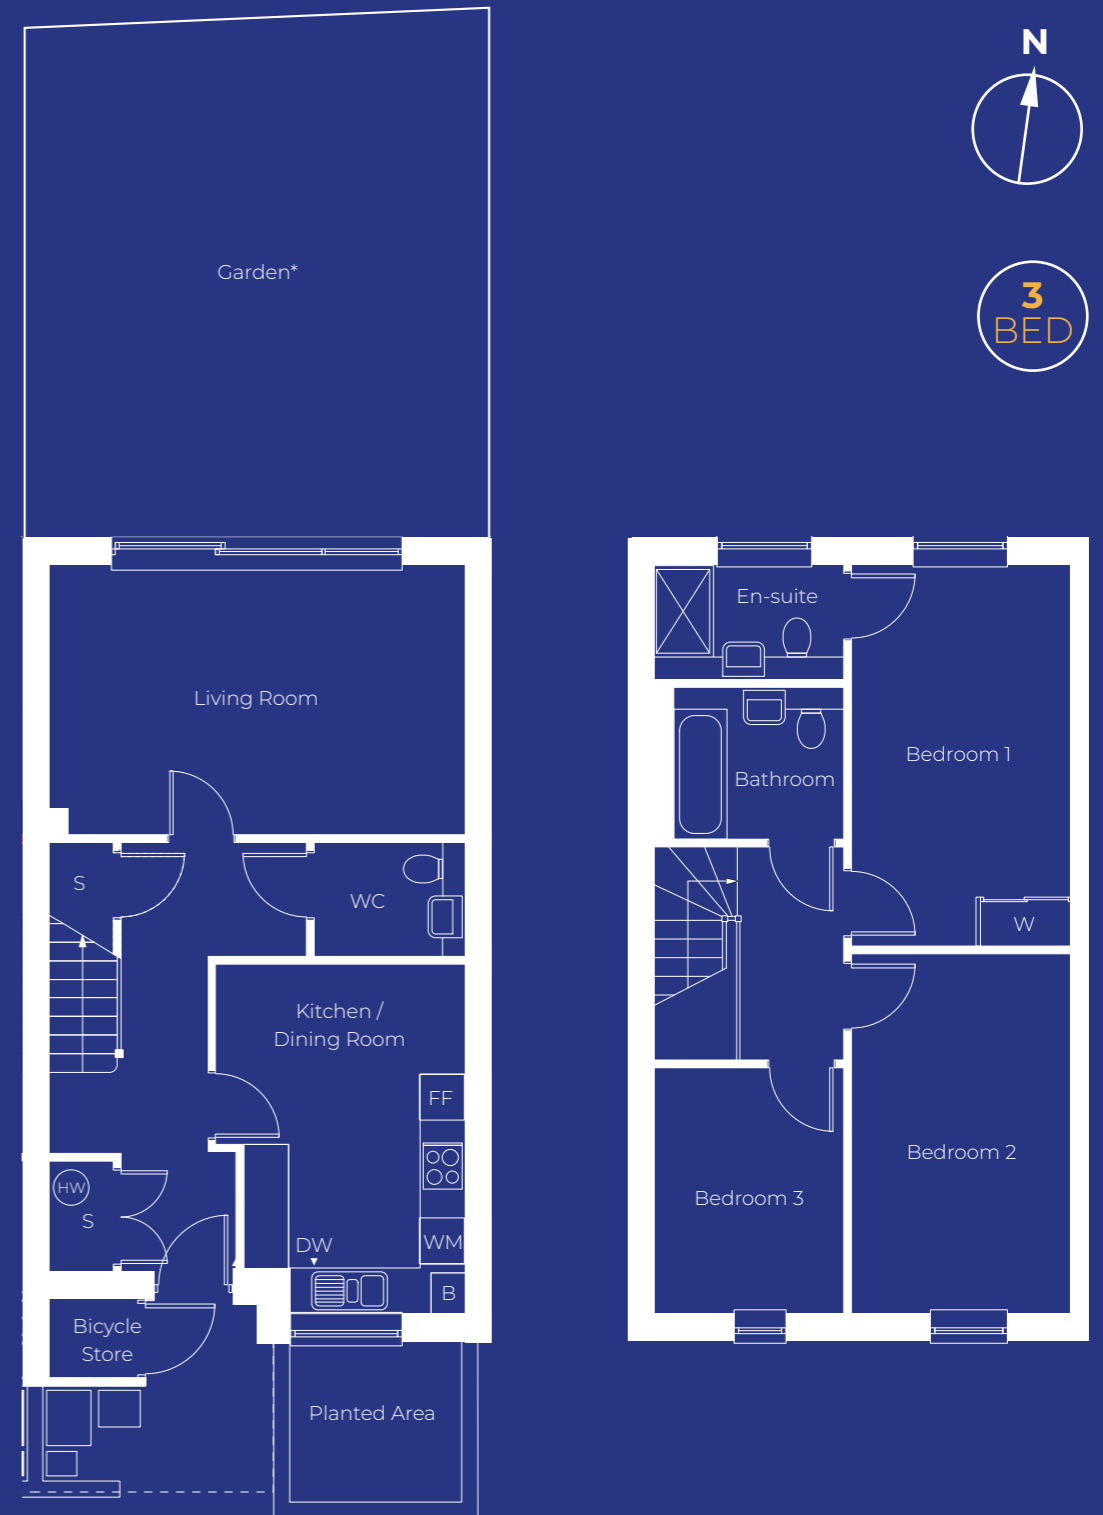 N
3
BED
Garden*
Living Room
S
WC
Kitchen /
Dining Room
FF
HW
S
DW
WM
B
Bicycle
Store
Planted Area
En-suite
Bathroom
Bedroom 1
W
Bedroom 2
Bedroom 3